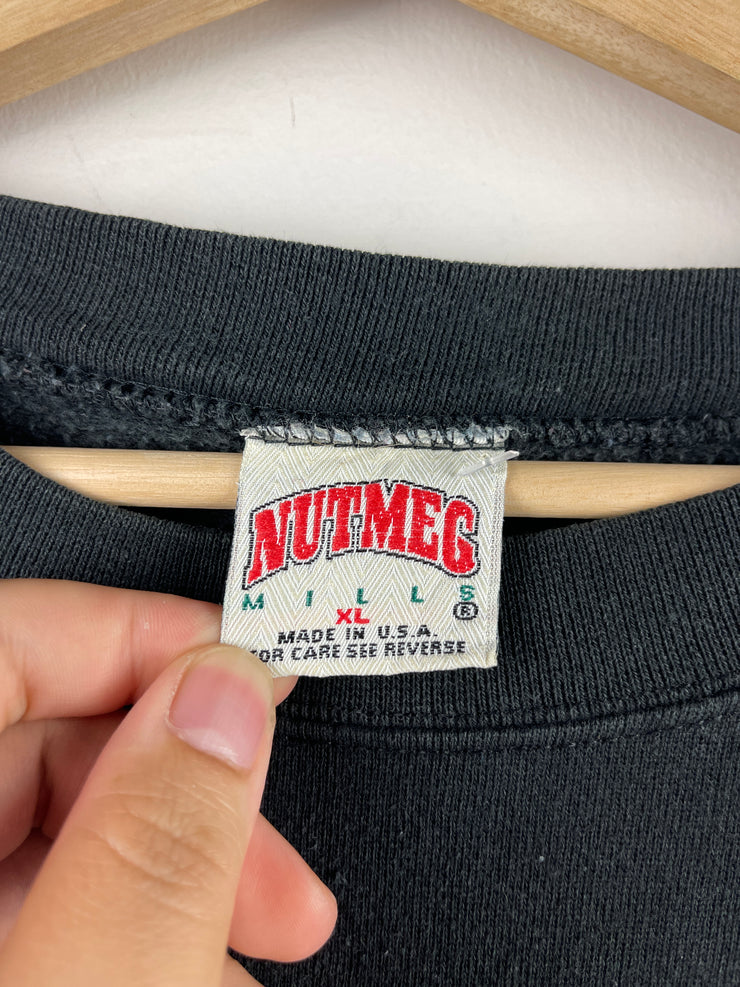 NUTMEG
MILLS
XL ®
MADE IN U.S.A.
FOR CARE SEE REVERSE